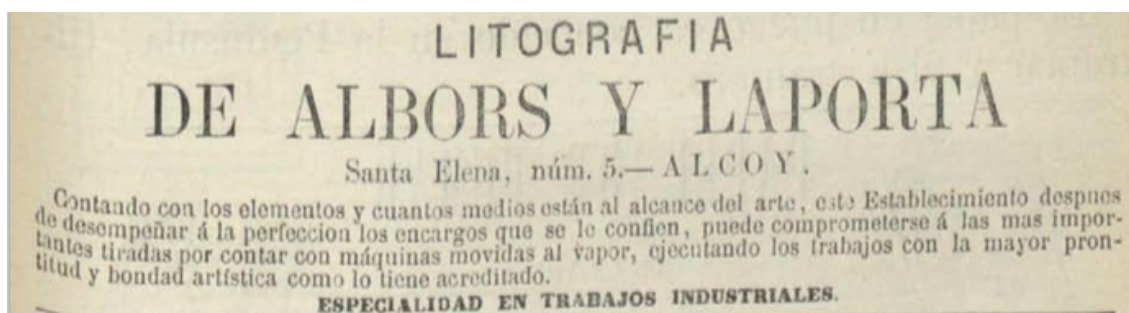 LITOGRAFIA
DE ALBORS Y LAPORTA
Santa Elena, núm. 5.—ALCOY.
Contando con los elementos y cuantos medios están al alcance del arte, este Establecimiento despues
de desempeñar á la perfeccion los encargos que se le confien, puede comprometerse á las mas impor-
tantes tiradas por contar con máquinas movidas al vapor, ejecutando los trabajos con la mayor pron-
titud y bondad artística como lo tiene acreditado.
ESPECIALIDAD EN TRABAJOS INDUSTRIALES.